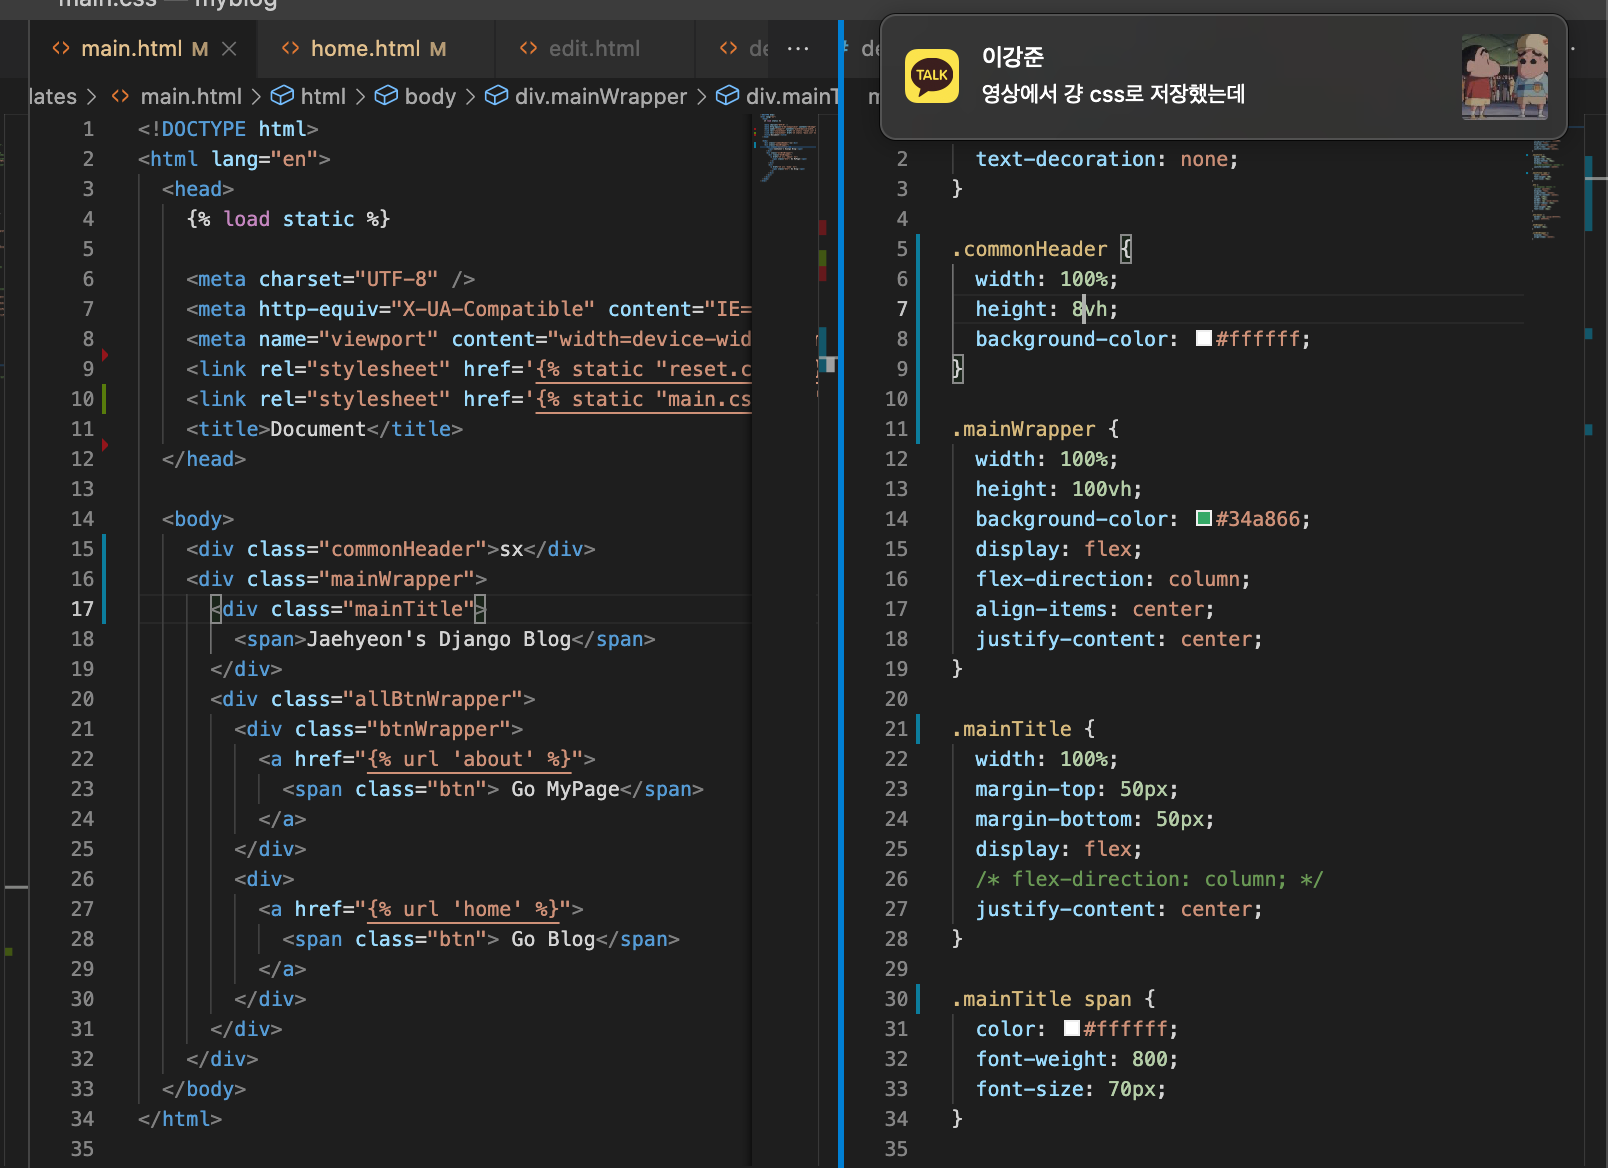 main.css — myblog
main.html M
home.html M
edit.html
de
lates > main.html > html > body > div.mainWrapper > div.mainT
1 <!DOCTYPE html>
2 <html lang="en">
3 <head>
4 {% load static %}
5
6 <meta charset="UTF-8" />
7 <meta http-equiv="X-UA-Compatible" content="IE=
8 <meta name="viewport" content="width=device-wid
9 <link rel="stylesheet" href='{% static "reset.c
10 <link rel="stylesheet" href='{% static "main.cs
11 <title>Document</title>
12 </head>
13
14 <body>
15 <div class="commonHeader">sx</div>
16 <div class="mainWrapper">
17 <div class="mainTitle">
18 <span>Jaehyeon's Django Blog</span>
19 </div>
20 <div class="allBtnWrapper">
21 <div class="btnWrapper">
22 <a href="{% url 'about' %}">
23 <span class="btn"> Go MyPage</span>
24 </a>
25 </div>
26 <div>
27 <a href="{% url 'home' %}">
28 <span class="btn"> Go Blog</span>
29 </a>
30 </div>
31 </div>
32 </div>
33 </body>
34 </html>
35
de
TALK
이강준
영상에서 걍 css로 저장했는데
2 text-decoration: none;
3 }
4
5 .commonHeader {
6 width: 100%;
7 height: 8vh;
8 background-color: #ffffff;
9 }
10
11 .mainWrapper {
12 width: 100%;
13 height: 100vh;
14 background-color: #34a866;
15 display: flex;
16 flex-direction: column;
17 align-items: center;
18 justify-content: center;
19 }
20
21 .mainTitle {
22 width: 100%;
23 margin-top: 50px;
24 margin-bottom: 50px;
25 display: flex;
26 /* flex-direction: column; */
27 justify-content: center;
28 }
29
30 .mainTitle span {
31 color: #ffffff;
32 font-weight: 800;
33 font-size: 70px;
34 }
35